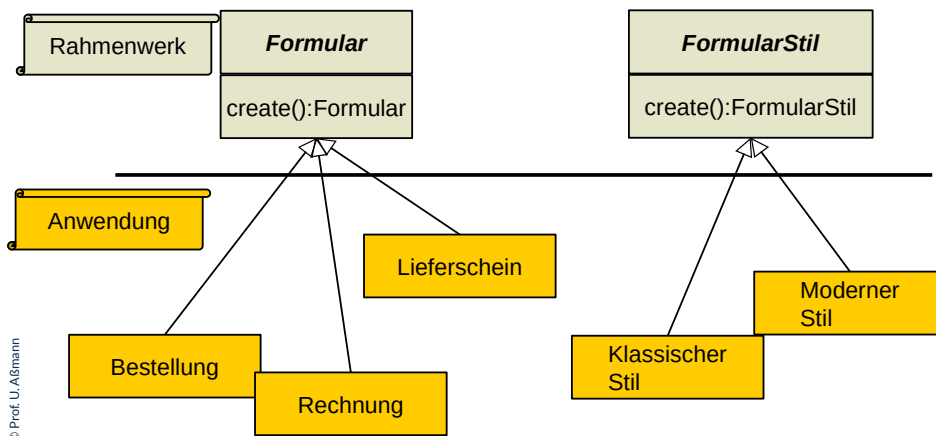 Rahmenwerk
Formular
create():Formular
FormularStil
create():FormularStil
Anwendung
Lieferschein
Bestellung
Rechnung
Moderner
Stil
Klassischer
Stil
© Prof. U. Aßmann